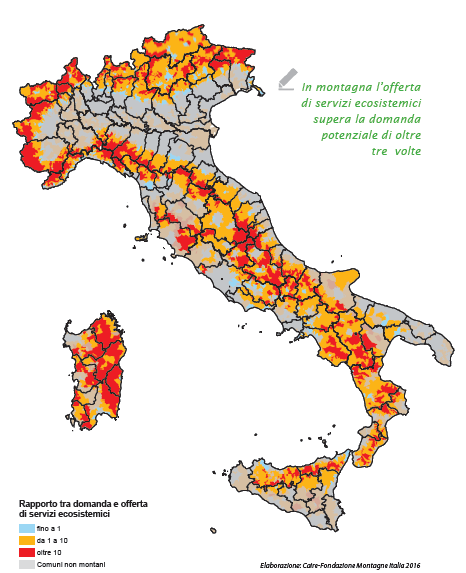 In montagna l'offerta
di servizi ecosistemici
supera la domanda
potenziale di oltre
tre volte
Rapporto tra domanda e offerta
di servizi ecosistemici
fino a 1
da 1 a 10
oltre 10
Comuni non montani
Elaborazione: Caire-Fondazione Montagne Italia 2016